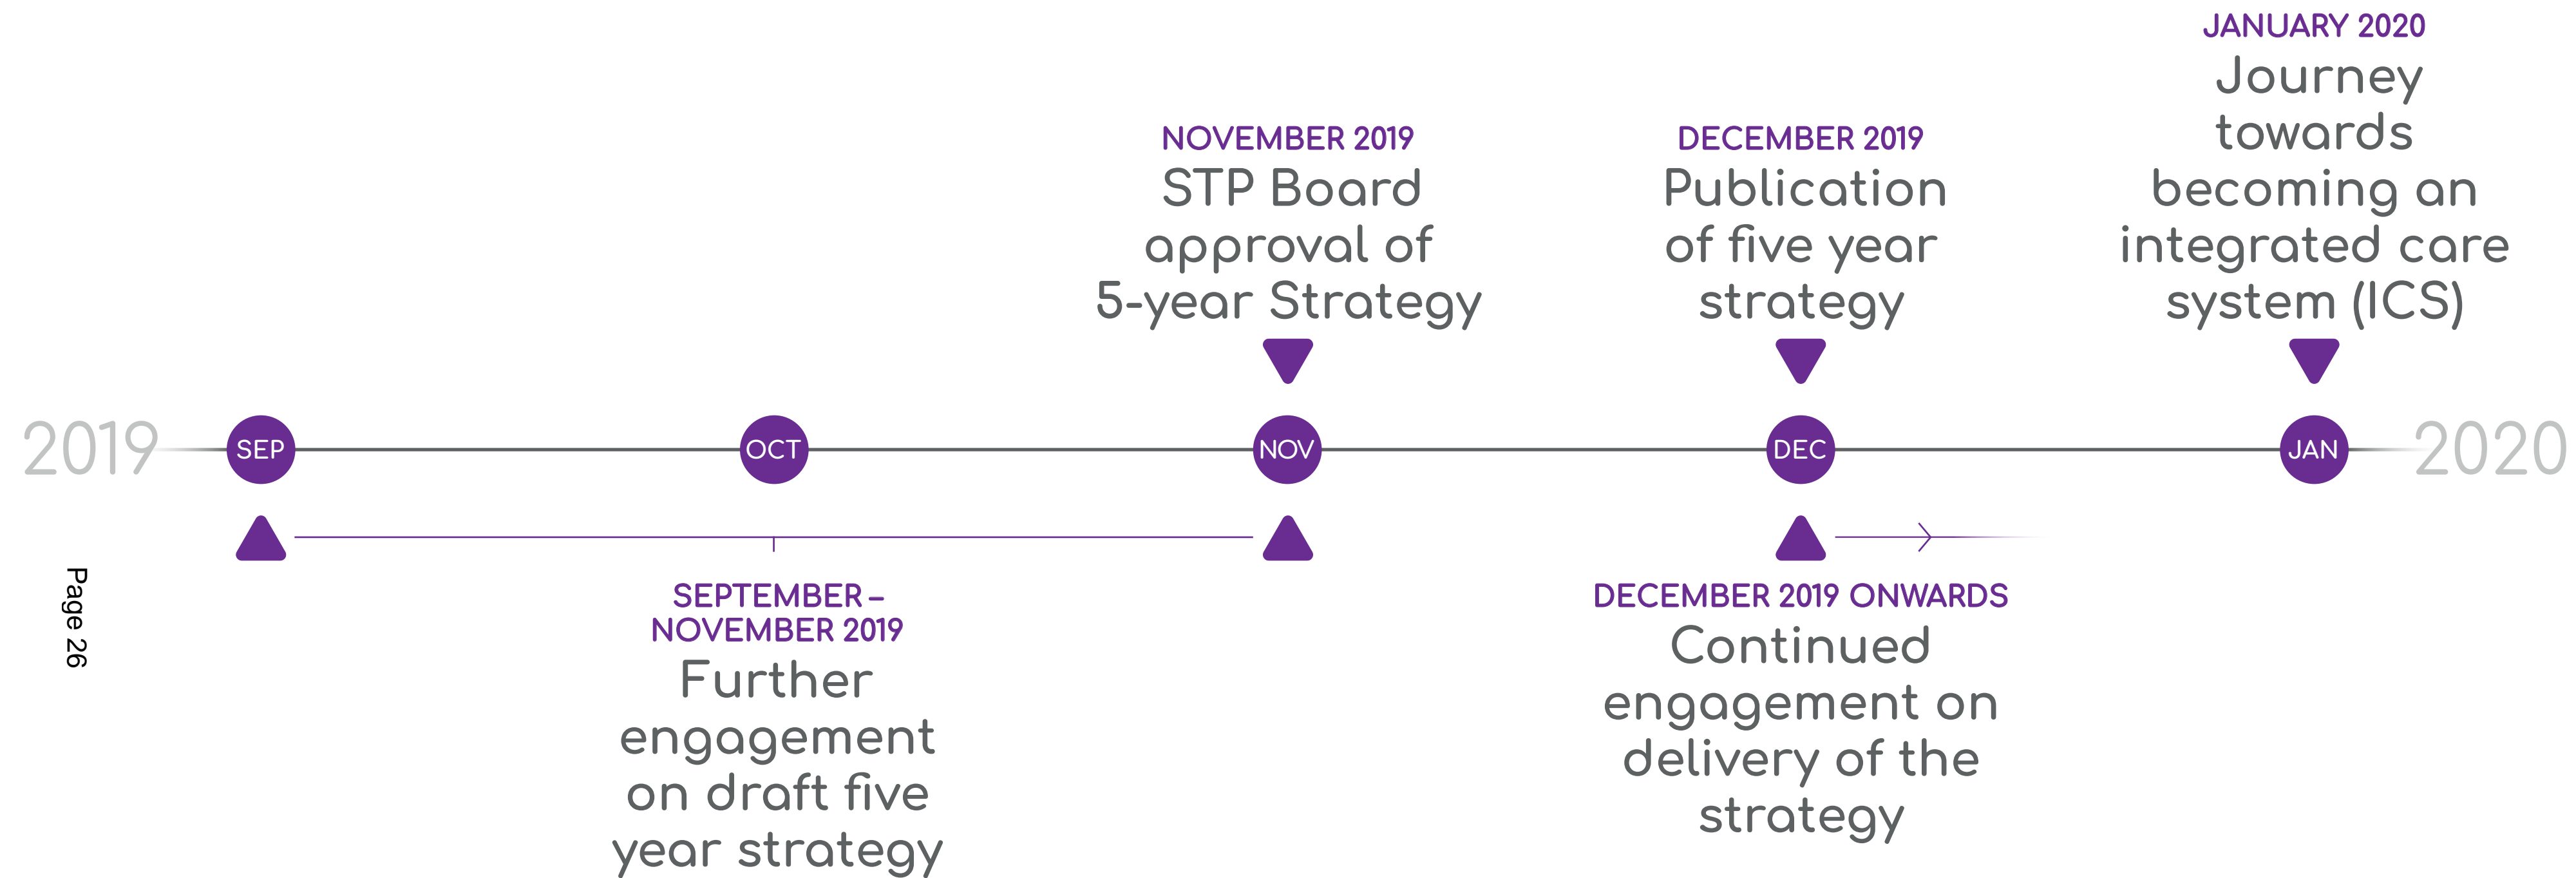 JANUARY 2020
Journey
towards
becoming an
integrated care
system (ICS)
NOVEMBER 2019
STP Board
approval of
5-year Strategy
DECEMBER 2019
Publication
of five year
strategy
2019
SEP
OCT
NOV
DEC
JAN
2020
SEPTEMBER –
NOVEMBER 2019
Further
engagement
on draft five
year strategy
DECEMBER 2019 ONWARDS
Continued
engagement on
delivery of the
strategy
Page 26